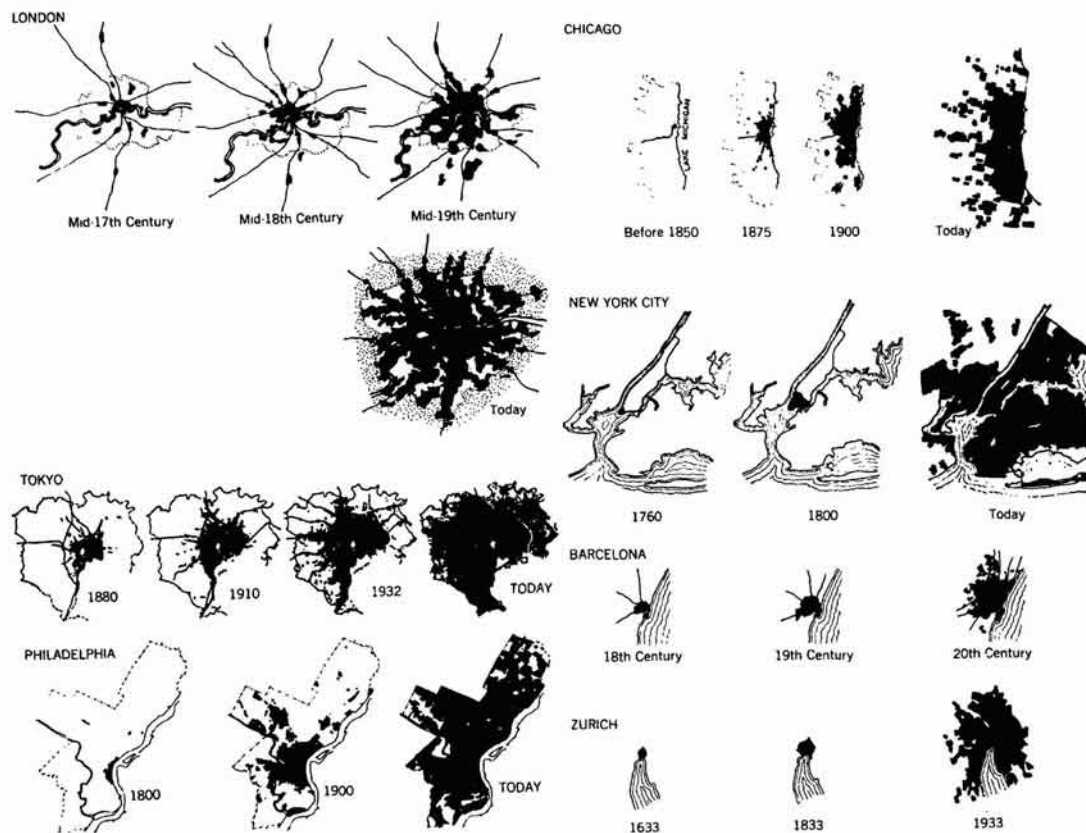 LONDON
Mid-17th Century
Mid-18th Century
Mid-19th Century
Today
TOKYO
1880
1910
1932
TODAY
PHILADELPHIA
1800
1900
TODAY
CHICAGO
LAKE MICHIGAN
Before 1850
1875
1900
Today
NEW YORK CITY
1760
1800
Today
BARCELONA
18th Century
19th Century
20th Century
ZURICH
1633
1833
1933